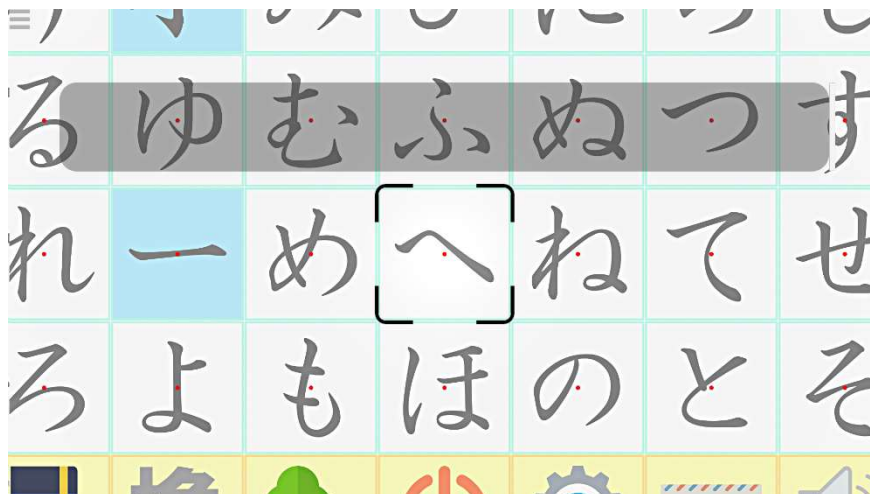 る ゆ む ふ ぬ つ す
れ ー め へ ね て せ
ろ よ も ほ の と そ